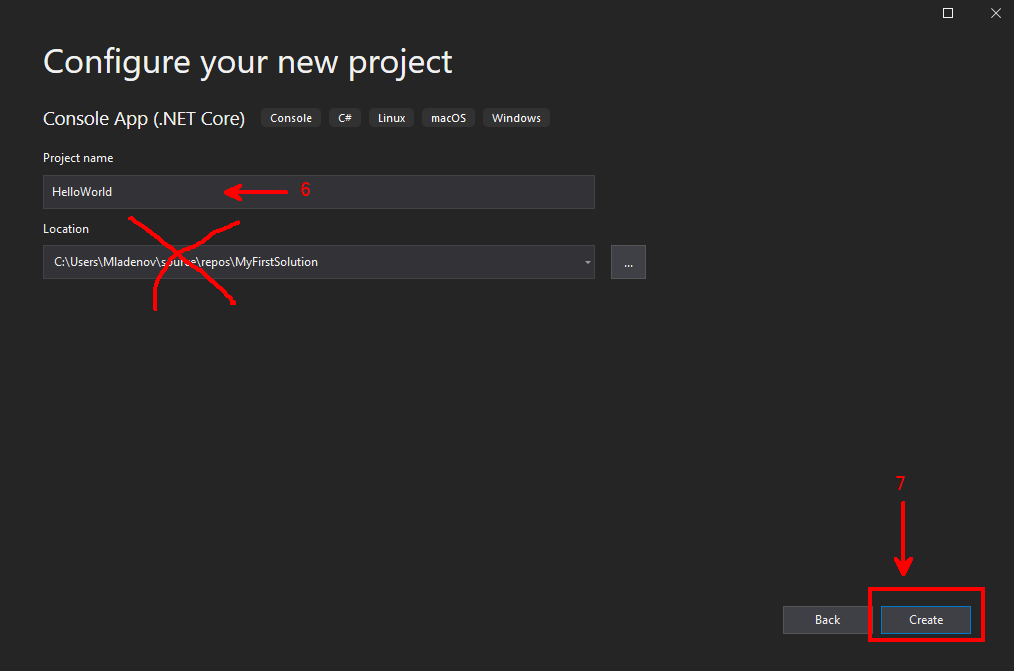 Configure your new project
Console App (.NET Core) Console C# Linux macOS Windows
Project name
HelloWorld 6
Location
C:\Users\Mladenov\source\repos\MyFirstSolution ...
7
Back Create